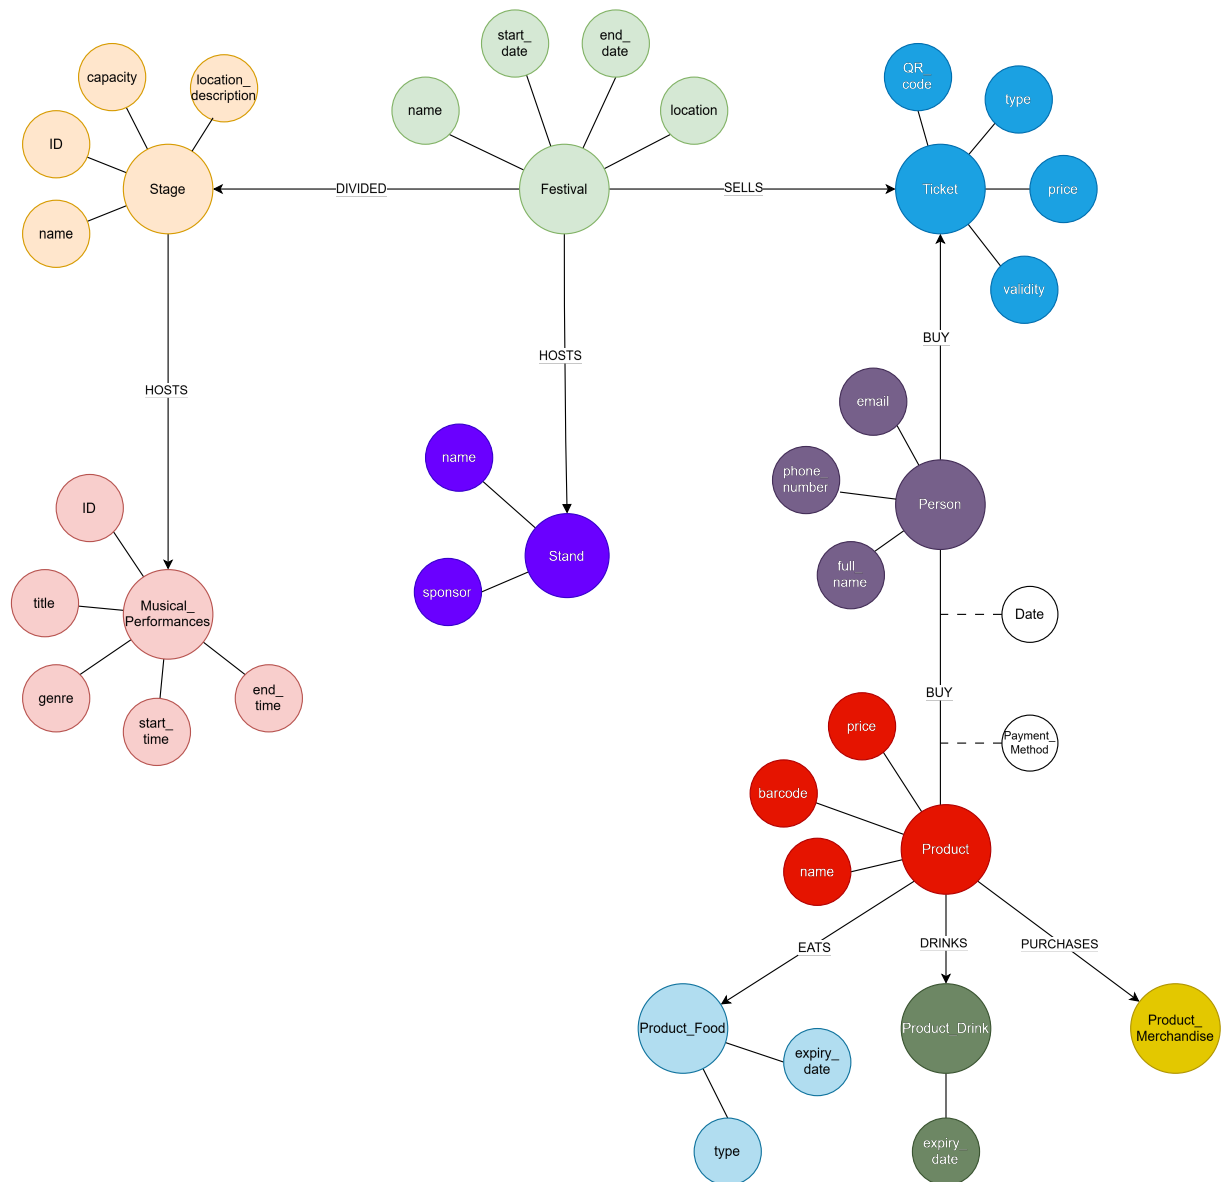 start_
date
end_
date
name
location
capacity
location_
description
ID
name
Stage
DIVIDED
Festival
SELLS
QR_
code
type
Ticket
price
validity
HOSTS
HOSTS
BUY
email
phone_
number
Person
full_
name
name
Stand
sponsor
ID
title
Musical_
Performances
genre
start_
time
end_
time
Date
BUY
Payment_
Method
price
barcode
Product
name
EATS
DRINKS
PURCHASES
Product_Food
expiry_
date
type
Product_Drink
expiry_
date
Product_
Merchandise